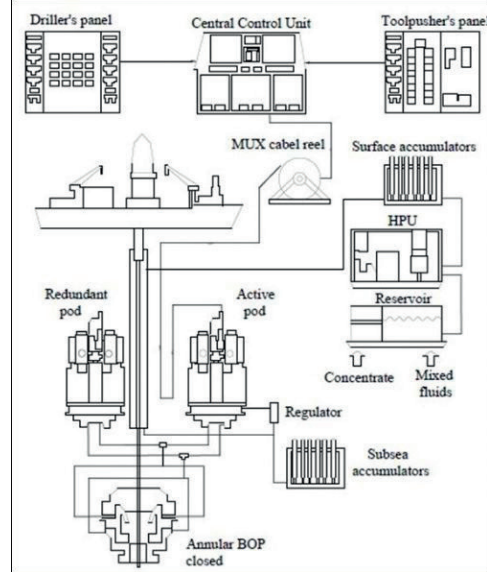 Driller's panel
Central Control Unit
Toolpusher's panel
MUX cabel reel
Surface accumulators
HPU
Redundant
pod
Active
pod
Reservoir
Concentrate
Mixed
fluids
Regulator
Subsea
accumulators
Annular BOP
closed